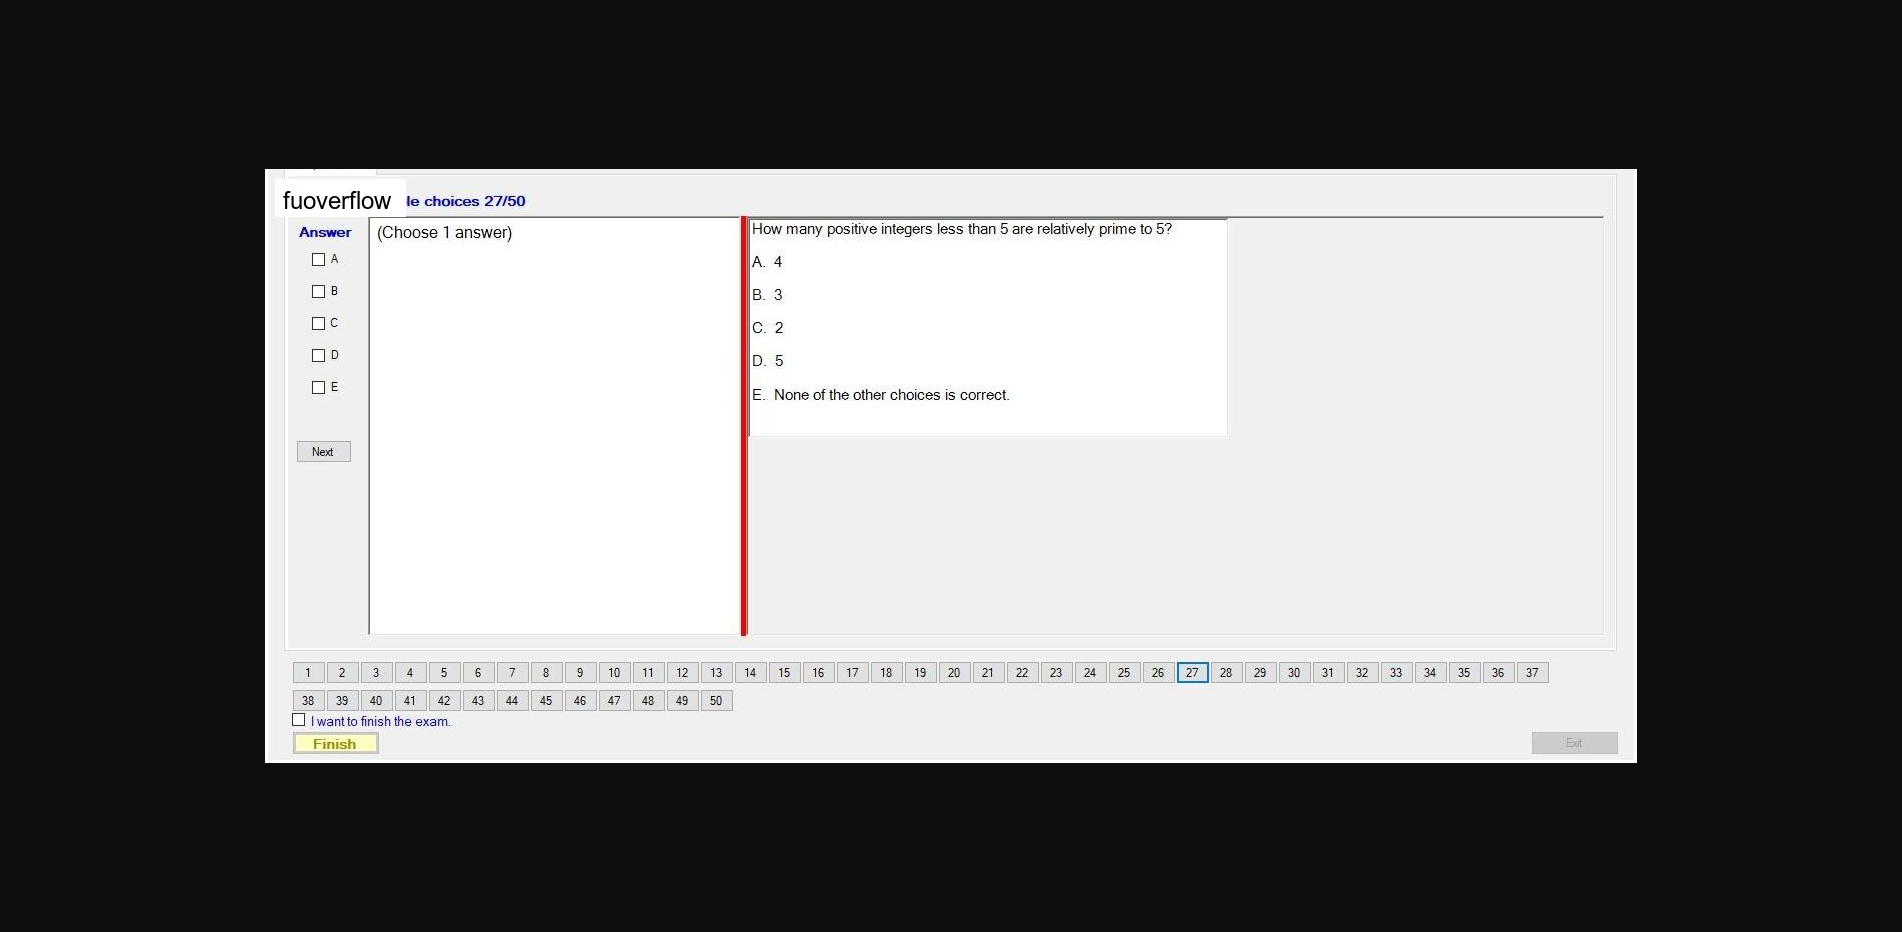 fuoverflow
le choices 27/50
Answer
(Choose 1 answer)
A
B
C
D
E
Next
How many positive integers less than 5 are relatively prime to 5?
A. 4
B. 3
C. 2
D. 5
E. None of the other choices is correct.
1 2 3 4 5 6 7 8 9 10 11 12 13 14 15 16 17 18 19 20 21 22 23 24 25 26 27 28 29 30 31 32 33 34 35 36 37
38 39 40 41 42 43 44 45 46 47 48 49 50
I want to finish the exam.
Finish
Exit